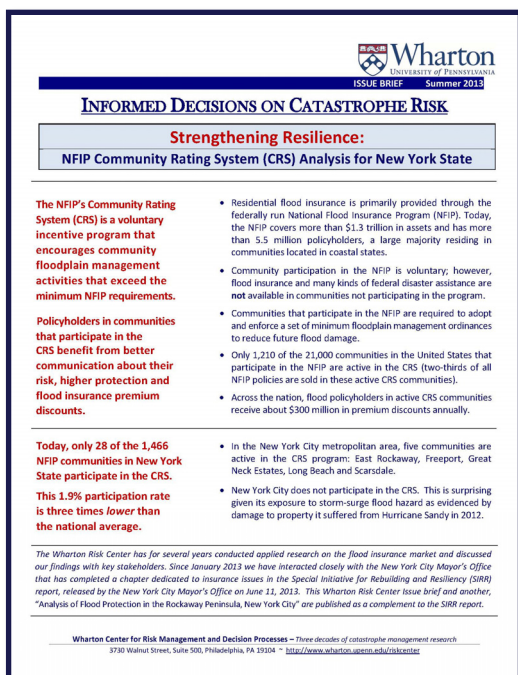 Wharton
UNIVERSITY of PENNSYLVANIA
ISSUE BRIEF Summer 2013
INFORMED DECISIONS ON CATASTROPHE RISK
Strengthening Resilience:
NFIP Community Rating System (CRS) Analysis for New York State
The NFIP's Community Rating
System (CRS) is a voluntary
incentive program that
encourages community
floodplain management
activities that exceed the
minimum NFIP requirements.
Policyholders in communities
that participate in the
CRS benefit from better
communication about their
risk, higher protection and
flood insurance premium
discounts.
• Residential flood insurance is primarily provided through the
federally run National Flood Insurance Program (NFIP). Today,
the NFIP covers more than $1.3 trillion in assets and has more
than 5.5 million policyholders, a large majority residing in
communities located in coastal states.
• Community participation in the NFIP is voluntary; however,
flood insurance and many kinds of federal disaster assistance are
not available in communities not participating in the program.
• Communities that participate in the NFIP are required to adopt
and enforce a set of minimum floodplain management ordinances
to reduce future flood damage.
• Only 1,210 of the 21,000 communities in the United States that
participate in the NFIP are active in the CRS (two-thirds of all
NFIP policies are sold in these active CRS communities).
• Across the nation, flood policyholders in active CRS communities
receive about $300 million in premium discounts annually.
Today, only 28 of the 1,466
NFIP communities in New York
State participate in the CRS.
This 1.9% participation rate
is three times lower than
the national average.
• In the New York City metropolitan area, five communities are
active in the CRS program: East Rockaway, Freeport, Great
Neck Estates, Long Beach and Scarsdale.
• New York City does not participate in the CRS. This is surprising
given its exposure to storm-surge flood hazard as evidenced by
damage to property it suffered from Hurricane Sandy in 2012.
The Wharton Risk Center has for several years conducted applied research on the flood insurance market and discussed
our findings with key stakeholders. Since January 2013 we have interacted closely with the New York City Mayor's Office
that has completed a chapter dedicated to insurance issues in the Special Initiative for Rebuilding and Resiliency (SIRR)
report, released by the New York City Mayor's Office on June 11, 2013. This Wharton Risk Center Issue brief and another,
"Analysis of Flood Protection in the Rockaway Peninsula, New York City" are published as a complement to the SIRR report.
Wharton Center for Risk Management and Decision Processes – Three decades of catastrophe management research
3730 Walnut Street, Suite 500, Philadelphia, PA 19104 ~ http://www.wharton.upenn.edu/riskcenter